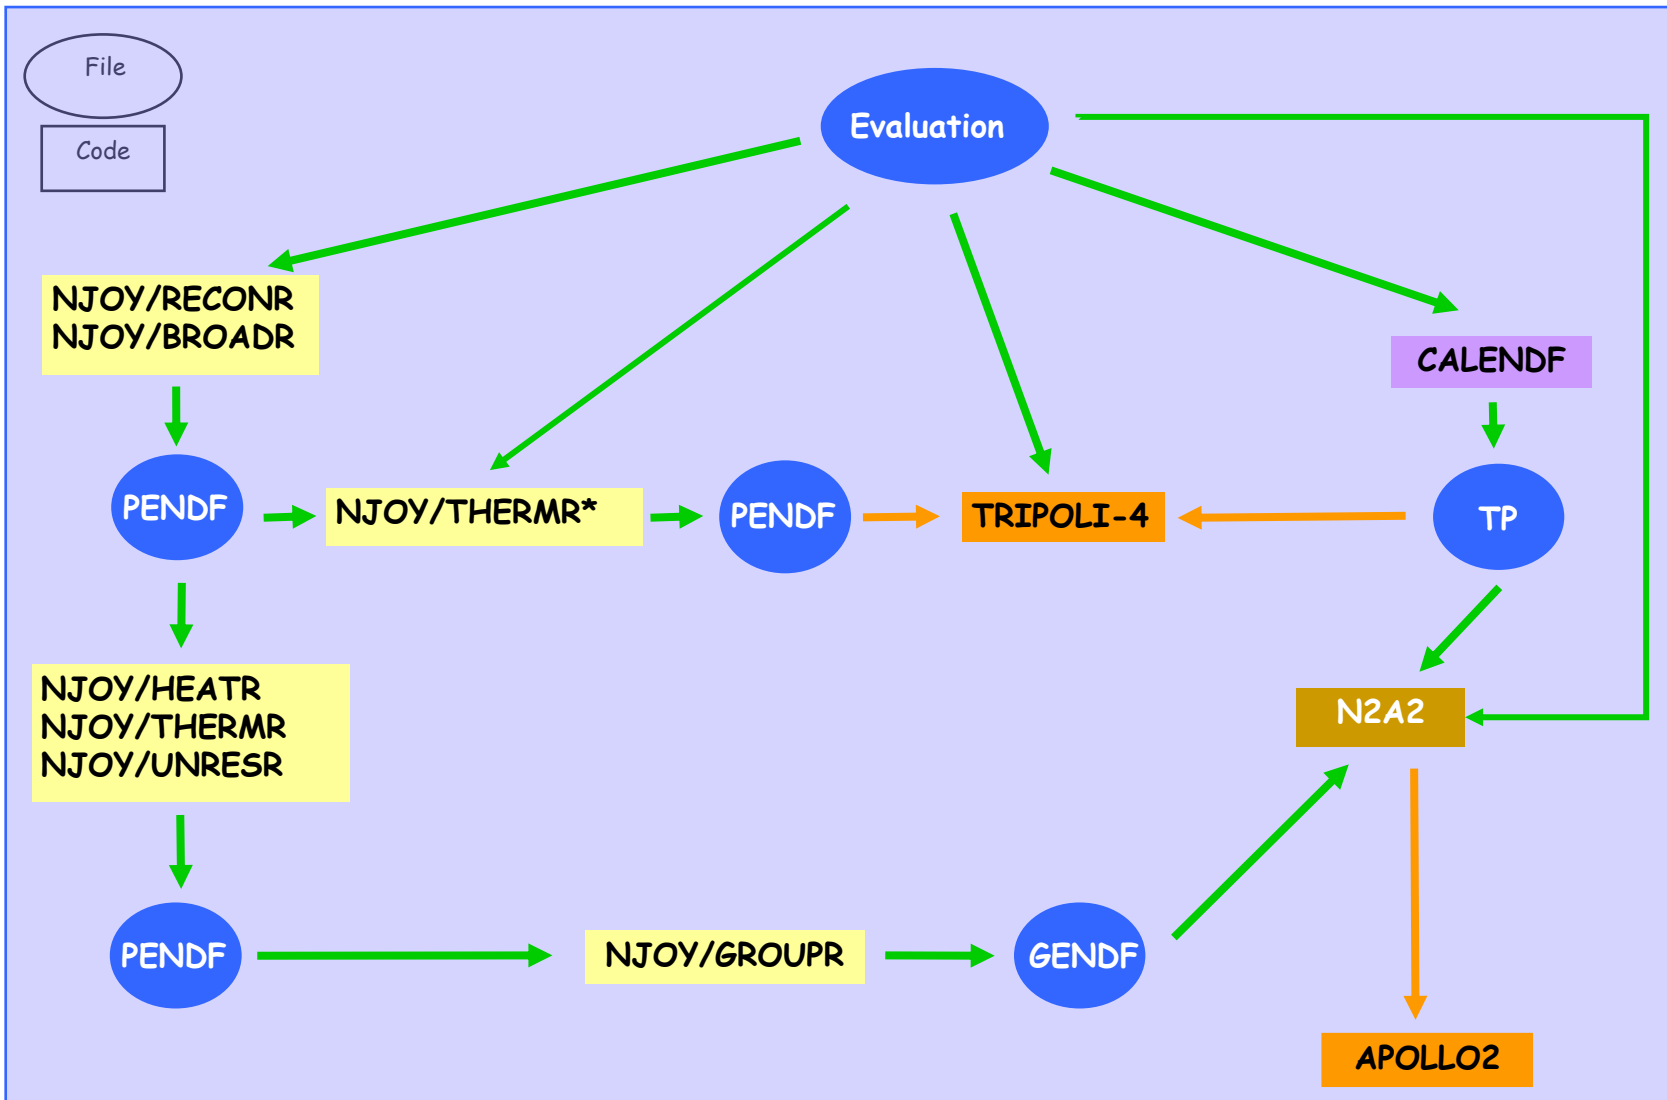 File
Code
Evaluation
NJOY/RECONR
NJOY/BROADR
CALENDF
PENDF
NJOY/THERMR*
PENDF
TRIPOLI-4
TP
NJOY/HEATR
NJOY/THERMR
NJOY/UNRESR
N2A2
PENDF
NJOY/GROUPR
GENDF
APOLLO2